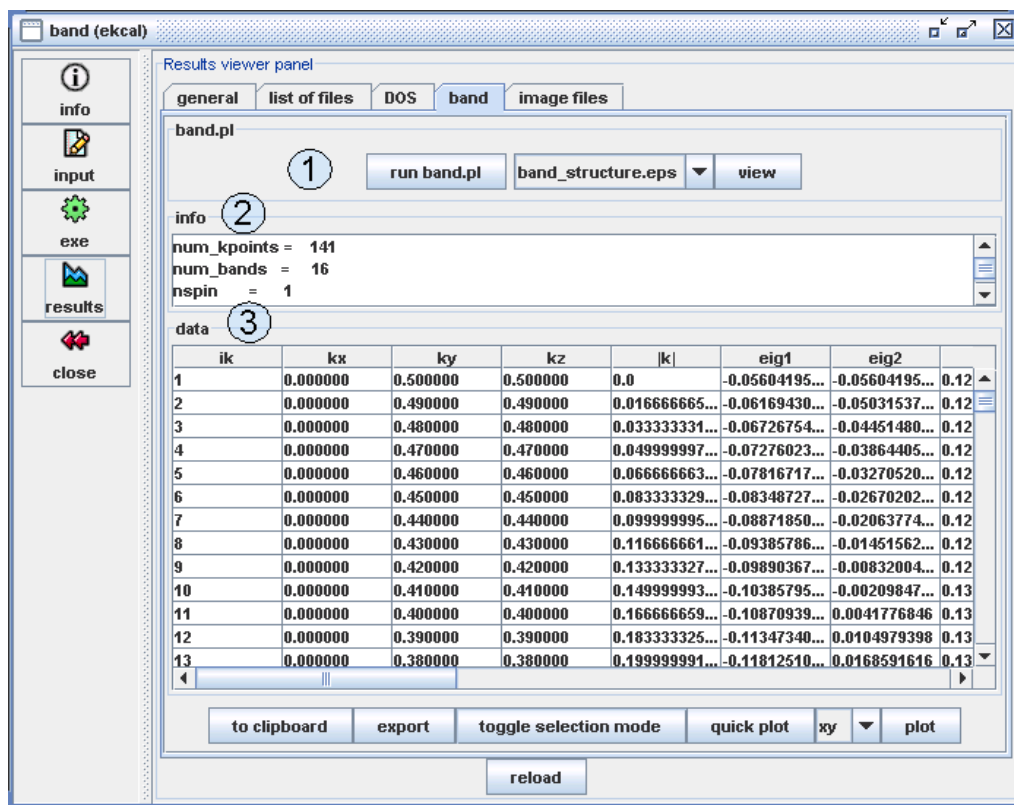 band (ekcal)
info
input
exe
results
close
Results viewer panel
general list of files DOS band image files
band.pl
1 run band.pl band_structure.eps view
info 2
num_kpoints = 141
num_bands = 16
nspin = 1
data 3
ik kx ky kz |k| eig1 eig2
1 0.000000 0.500000 0.500000 0.0 -0.05604195... -0.05604195... 0.12
2 0.000000 0.490000 0.490000 0.016666665... -0.06169430... -0.05031537... 0.12
3 0.000000 0.480000 0.480000 0.033333331... -0.06726754... -0.04451480... 0.12
4 0.000000 0.470000 0.470000 0.049999997... -0.07276023... -0.03864405... 0.12
5 0.000000 0.460000 0.460000 0.066666663... -0.07816717... -0.03270520... 0.12
6 0.000000 0.450000 0.450000 0.083333329... -0.08348727... -0.02670202... 0.12
7 0.000000 0.440000 0.440000 0.099999995... -0.08871850... -0.02063774... 0.12
8 0.000000 0.430000 0.430000 0.116666661... -0.09385786... -0.01451562... 0.12
9 0.000000 0.420000 0.420000 0.133333327... -0.09890367... -0.00832004... 0.12
10 0.000000 0.410000 0.410000 0.149999993... -0.10385795... -0.00209847... 0.13
11 0.000000 0.400000 0.400000 0.166666659... -0.10870939... 0.0041776846 0.13
12 0.000000 0.390000 0.390000 0.183333325... -0.11347340... 0.0104979398 0.13
13 0.000000 0.380000 0.380000 0.199999991... -0.11812510... 0.0168591616 0.13
to clipboard export toggle selection mode quick plot xy plot
reload